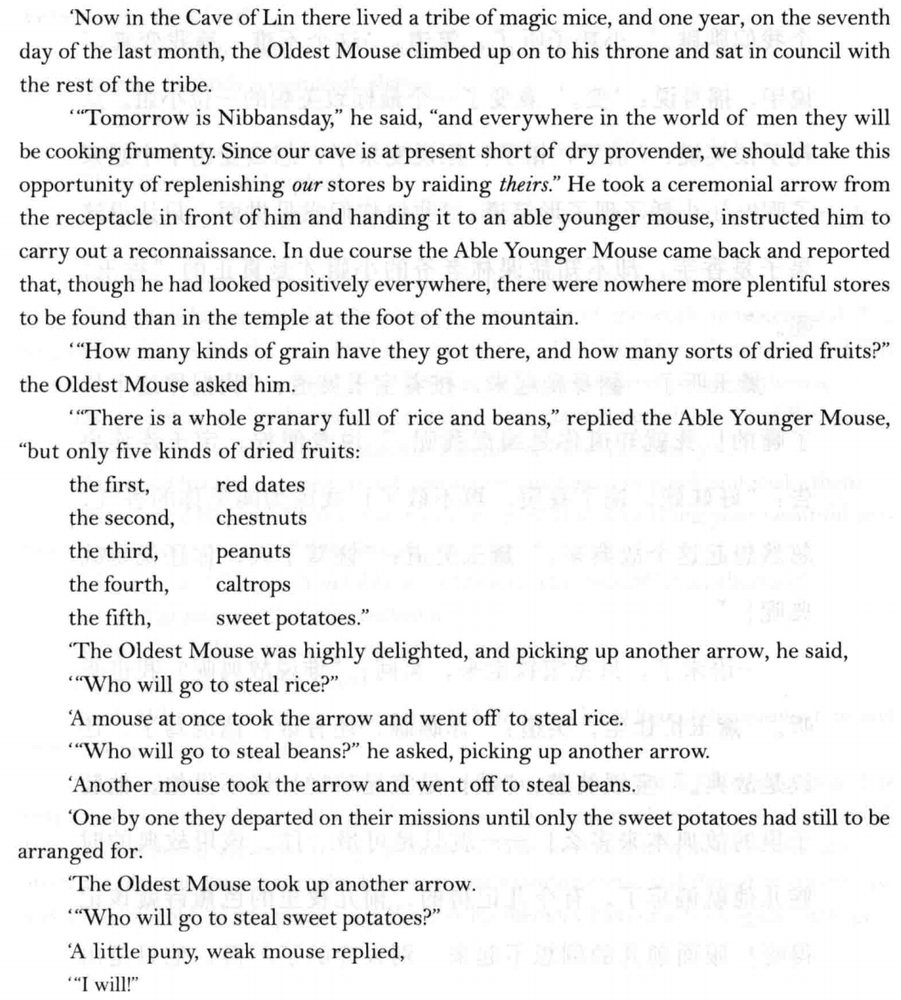 ‘Now in the Cave of Lin there lived a tribe of magic mice, and one year, on the seventh
day of the last month, the Oldest Mouse climbed up on to his throne and sat in council with
the rest of the tribe.
‘“Tomorrow is Nibbansday,” he said, “and everywhere in the world of men they will
be cooking frumenty. Since our cave is at present short of dry provender, we should take this
opportunity of replenishing our stores by raiding theirs.” He took a ceremonial arrow from
the receptacle in front of him and handing it to an able younger mouse, instructed him to
carry out a reconnaissance. In due course the Able Younger Mouse came back and reported
that, though he had looked positively everywhere, there were nowhere more plentiful stores
to be found than in the temple at the foot of the mountain.
‘“How many kinds of grain have they got there, and how many sorts of dried fruits?”
the Oldest Mouse asked him.
‘“There is a whole granary full of rice and beans,” replied the Able Younger Mouse,
“but only five kinds of dried fruits:
the first, red dates
the second, chestnuts
the third, peanuts
the fourth, caltrops
the fifth, sweet potatoes.”
‘The Oldest Mouse was highly delighted, and picking up another arrow, he said,
‘“Who will go to steal rice?”
‘A mouse at once took the arrow and went off to steal rice.
‘“Who will go to steal beans?” he asked, picking up another arrow.
‘Another mouse took the arrow and went off to steal beans.
‘One by one they departed on their missions until only the sweet potatoes had still to be
arranged for.
‘The Oldest Mouse took up another arrow.
‘“Who will go to steal sweet potatoes?”
‘A little puny, weak mouse replied,
‘“I will!”